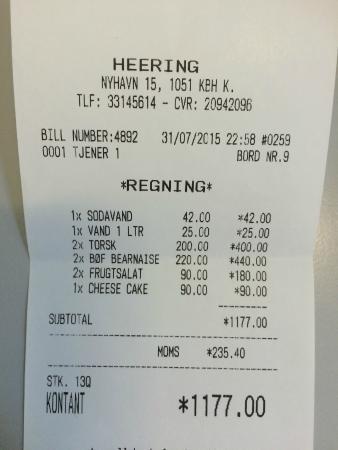 HEERING
NYHAVN 15, 1051 KBH K.
TLF: 33145614 - CVR: 20942096
BILL NUMBER:4892 31/07/2015 22:58 #0259
0001 TJENER 1 BORD NR.9
*REGNING*
1x SODAVAND 42.00 *42.00
1x VAND 1 LTR 25.00 *25.00
2x TORSK 200.00 *400.00
2x BØF BEARNAISE 220.00 *440.00
2x FRUGTSALAT 90.00 *180.00
1x CHEESE CAKE 90.00 *90.00
SUBTOTAL *1177.00
MOMS *235.40
STK. 13Q
KONTANT *1177.00